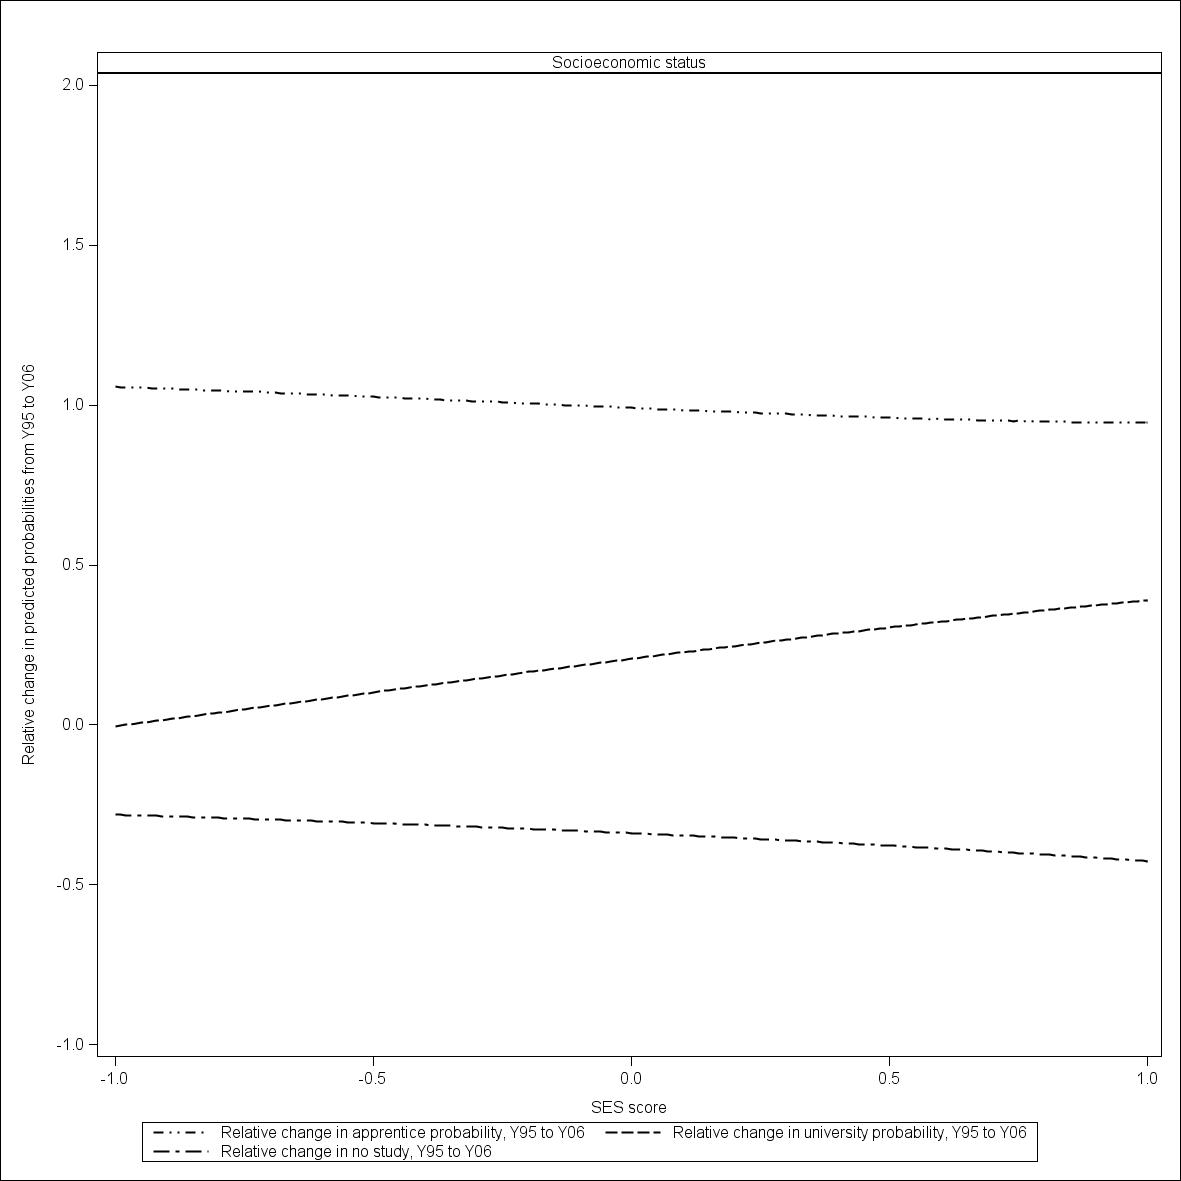 Socioeconomic status
2.0
1.5
1.0
0.5
0.0
-0.5
-1.0
Relative change in predicted probabilities from Y95 to Y06
-1.0 -0.5 0.0 0.5 1.0
SES score
Relative change in apprentice probability, Y95 to Y06 Relative change in university probability, Y95 to Y06
Relative change in no study, Y95 to Y06